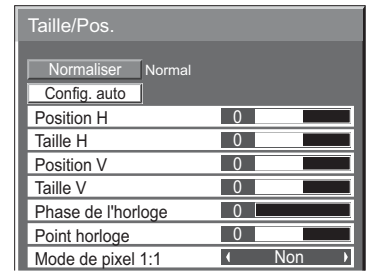 Taille/Pos.
Normaliser Normal
Config. auto
Position H 0
Taille H 0
Position V 0
Taille V 0
Phase de l'horloge 0
Point horloge 0
Mode de pixel 1:1 Non